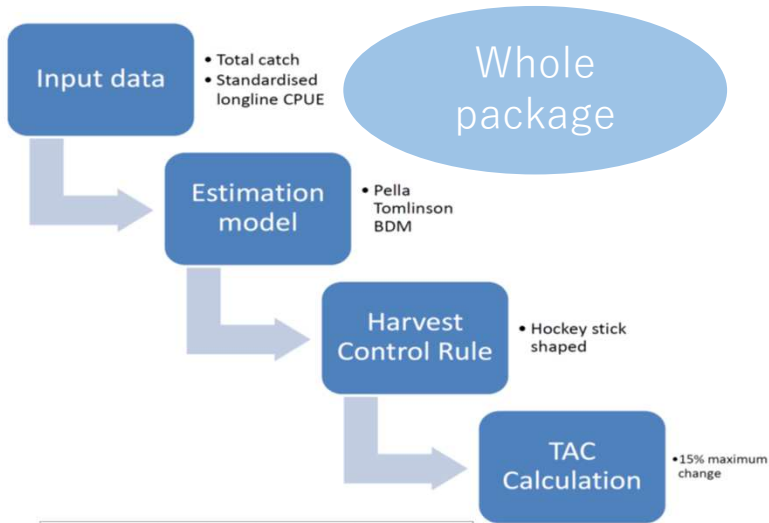 Input data
• Total catch
• Standardised
longline CPUE
Whole
package
Estimation
model
• Pella
Tomlinson
BDM
Harvest
Control Rule
• Hockey stick
shaped
TAC
Calculation
•15% maximum
change